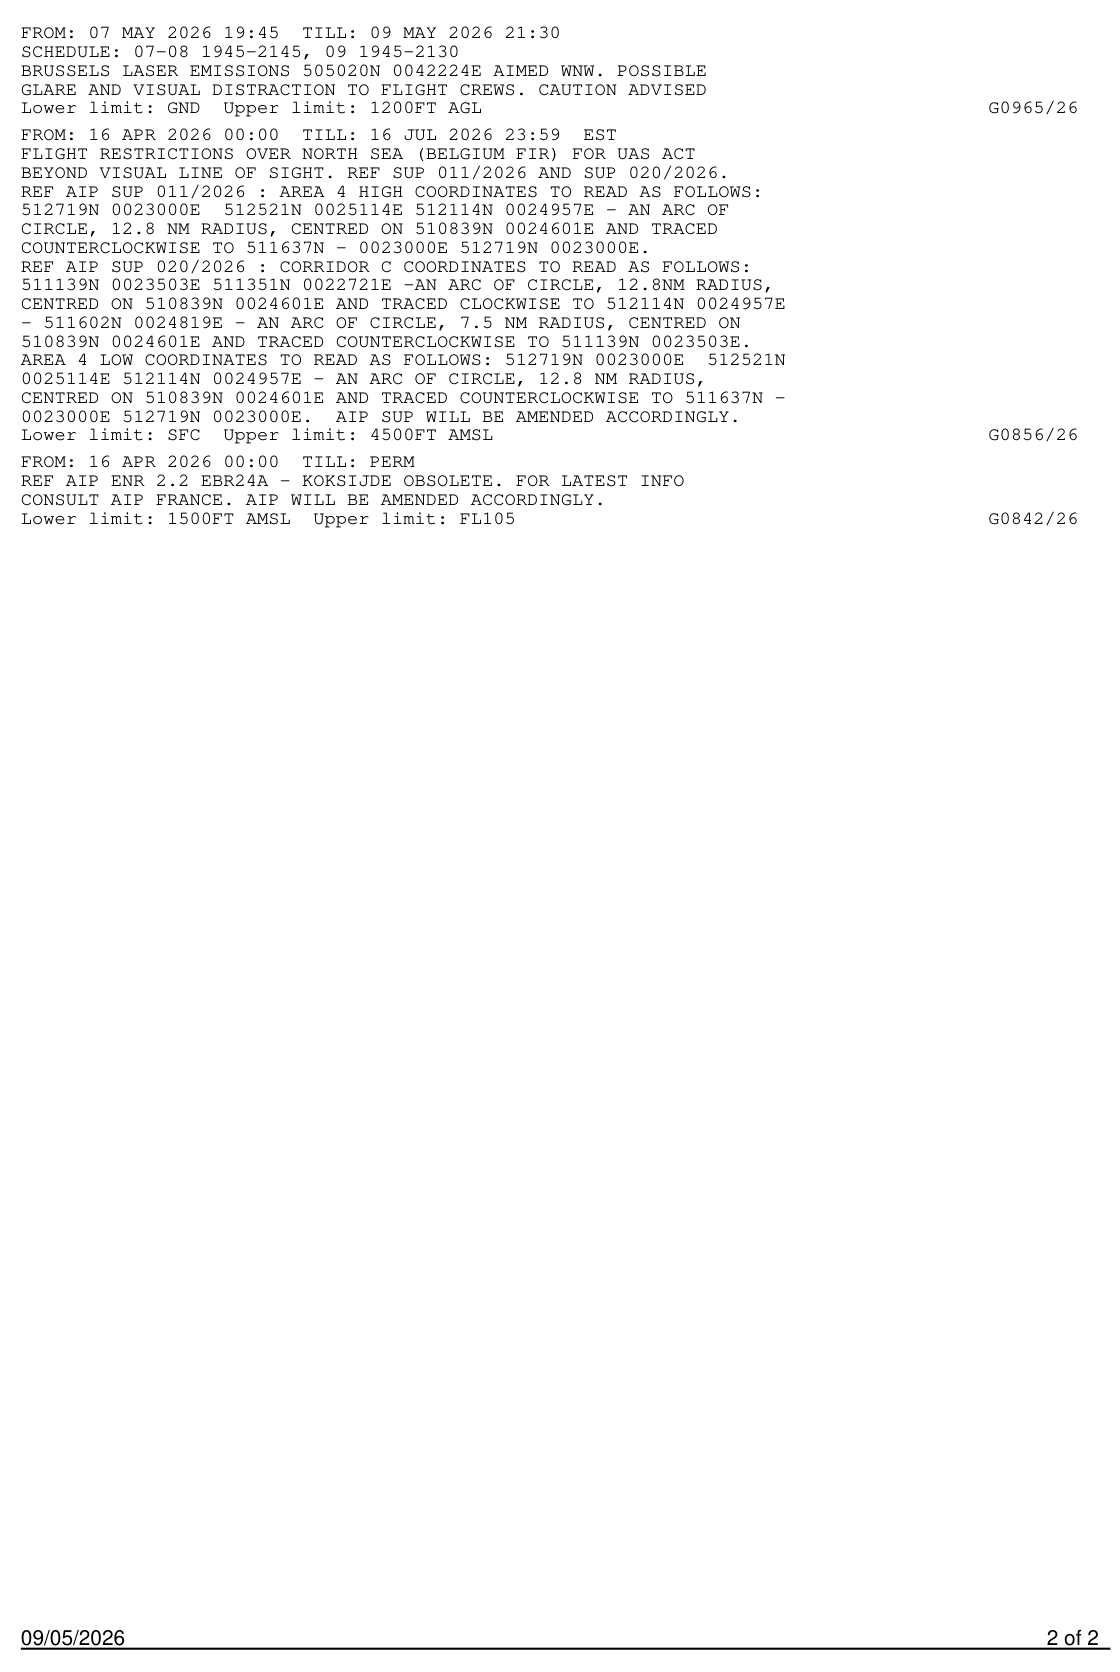 FROM: 07 MAY 2026 19:45  TILL: 09 MAY 2026 21:30
SCHEDULE: 07-08 1945-2145, 09 1945-2130
BRUSSELS LASER EMISSIONS 505020N 0042224E AIMED WNW. POSSIBLE
GLARE AND VISUAL DISTRACTION TO FLIGHT CREWS. CAUTION ADVISED
Lower limit: GND  Upper limit: 1200FT AGL G0965/26
FROM: 16 APR 2026 00:00  TILL: 16 JUL 2026 23:59  EST
FLIGHT RESTRICTIONS OVER NORTH SEA (BELGIUM FIR) FOR UAS ACT
BEYOND VISUAL LINE OF SIGHT. REF SUP 011/2026 AND SUP 020/2026.
REF AIP SUP 011/2026 : AREA 4 HIGH COORDINATES TO READ AS FOLLOWS:
512719N 0023000E  512521N 0025114E 512114N 0024957E - AN ARC OF
CIRCLE, 12.8 NM RADIUS, CENTRED ON 510839N 0024601E AND TRACED
COUNTERCLOCKWISE TO 511637N - 0023000E 512719N 0023000E.
REF AIP SUP 020/2026 : CORRIDOR C COORDINATES TO READ AS FOLLOWS:
511139N 0023503E 511351N 0022721E -AN ARC OF CIRCLE, 12.8NM RADIUS,
CENTRED ON 510839N 0024601E AND TRACED CLOCKWISE TO 512114N 0024957E
- 511602N 0024819E - AN ARC OF CIRCLE, 7.5 NM RADIUS, CENTRED ON
510839N 0024601E AND TRACED COUNTERCLOCKWISE TO 511139N 0023503E.
AREA 4 LOW COORDINATES TO READ AS FOLLOWS: 512719N 0023000E  512521N
0025114E 512114N 0024957E - AN ARC OF CIRCLE, 12.8 NM RADIUS,
CENTRED ON 510839N 0024601E AND TRACED COUNTERCLOCKWISE TO 511637N -
0023000E 512719N 0023000E.  AIP SUP WILL BE AMENDED ACCORDINGLY.
Lower limit: SFC  Upper limit: 4500FT AMSL G0856/26
FROM: 16 APR 2026 00:00  TILL: PERM
REF AIP ENR 2.2 EBR24A - KOKSIJDE OBSOLETE. FOR LATEST INFO
CONSULT AIP FRANCE. AIP WILL BE AMENDED ACCORDINGLY.
Lower limit: 1500FT AMSL  Upper limit: FL105 G0842/26
09/05/2026 2 of 2